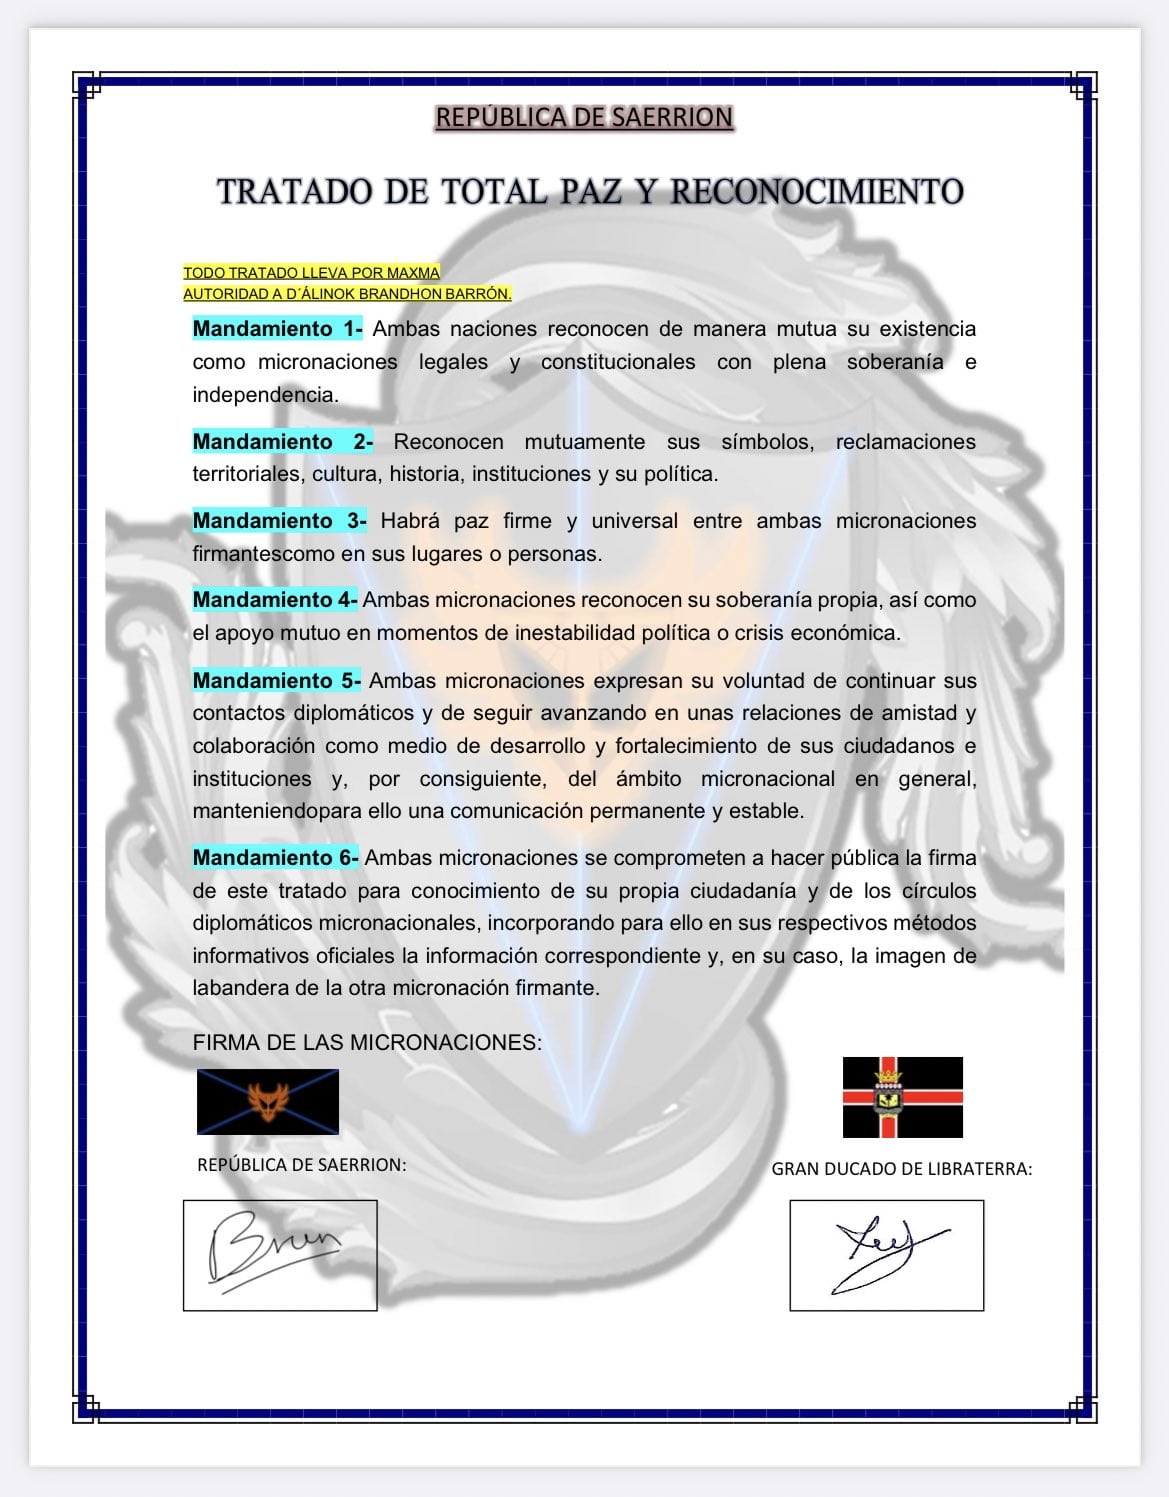 REPÚBLICA DE SAERRION
TRATADO DE TOTAL PAZ Y RECONOCIMIENTO
TODO TRATADO LLEVA POR MAXMA
AUTORIDAD A D´ÁLINOK BRANDHON BARRÓN.
Mandamiento 1- Ambas naciones reconocen de manera mutua su existencia
como micronaciones legales y constitucionales con plena soberanía e
independencia.
Mandamiento 2- Reconocen mutuamente sus símbolos, reclamaciones
territoriales, cultura, historia, instituciones y su política.
Mandamiento 3- Habrá paz firme y universal entre ambas micronaciones
firmantescomo en sus lugares o personas.
Mandamiento 4- Ambas micronaciones reconocen su soberanía propia, así como
el apoyo mutuo en momentos de inestabilidad política o crisis económica.
Mandamiento 5- Ambas micronaciones expresan su voluntad de continuar sus
contactos diplomáticos y de seguir avanzando en unas relaciones de amistad y
colaboración como medio de desarrollo y fortalecimiento de sus ciudadanos e
instituciones y, por consiguiente, del ámbito micronacional en general,
manteniendopara ello una comunicación permanente y estable.
Mandamiento 6- Ambas micronaciones se comprometen a hacer pública la firma
de este tratado para conocimiento de su propia ciudadanía y de los círculos
diplomáticos micronacionales, incorporando para ello en sus respectivos métodos
informativos oficiales la información correspondiente y, en su caso, la imagen de
labandera de la otra micronación firmante.
FIRMA DE LAS MICRONACIONES:
REPÚBLICA DE SAERRION:
GRAN DUCADO DE LIBRATERRA: